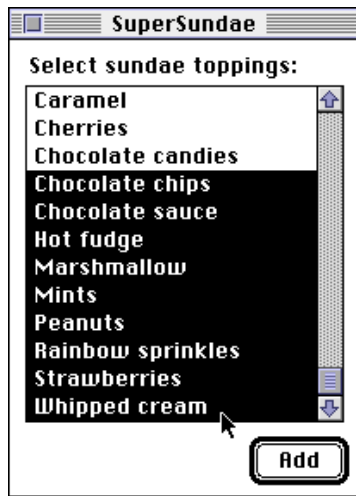 SuperSundae
Select sundae toppings:
Caramel
Cherries
Chocolate candies
Chocolate chips
Chocolate sauce
Hot fudge
Marshmallow
Mints
Peanuts
Rainbow sprinkles
Strawberries
Whipped cream
Add